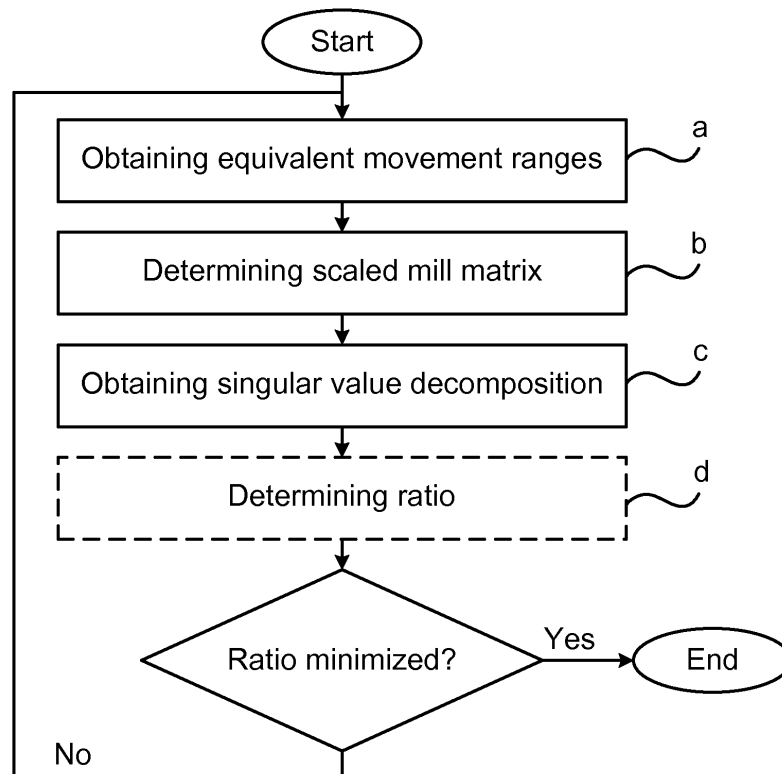 Start
a
Obtaining equivalent movement ranges
b
Determining scaled mill matrix
c
Obtaining singular value decomposition
d
Determining ratio
Ratio minimized?
Yes
End
No